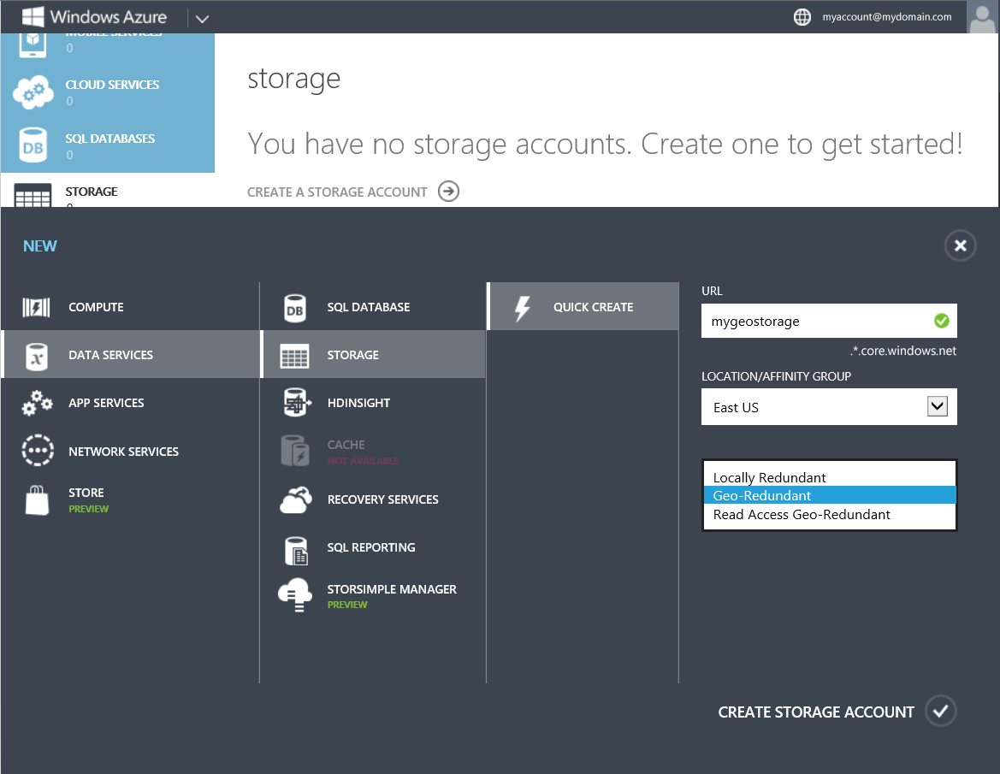 Windows Azure
myaccount@mydomain.com
MOBILE SERVICES
0
CLOUD SERVICES
0
SQL DATABASES
0
STORAGE
0
storage
You have no storage accounts. Create one to get started!
CREATE A STORAGE ACCOUNT
NEW
COMPUTE
DATA SERVICES
APP SERVICES
NETWORK SERVICES
STORE
PREVIEW
DB SQL DATABASE
STORAGE
HDINSIGHT
CACHE
NOT AVAILABLE
RECOVERY SERVICES
SQL REPORTING
STORSIMPLE MANAGER
PREVIEW
QUICK CREATE
URL
mygeostorage
.*.core.windows.net
LOCATION/AFFINITY GROUP
East US
Locally Redundant
Geo-Redundant
Read Access Geo-Redundant
CREATE STORAGE ACCOUNT